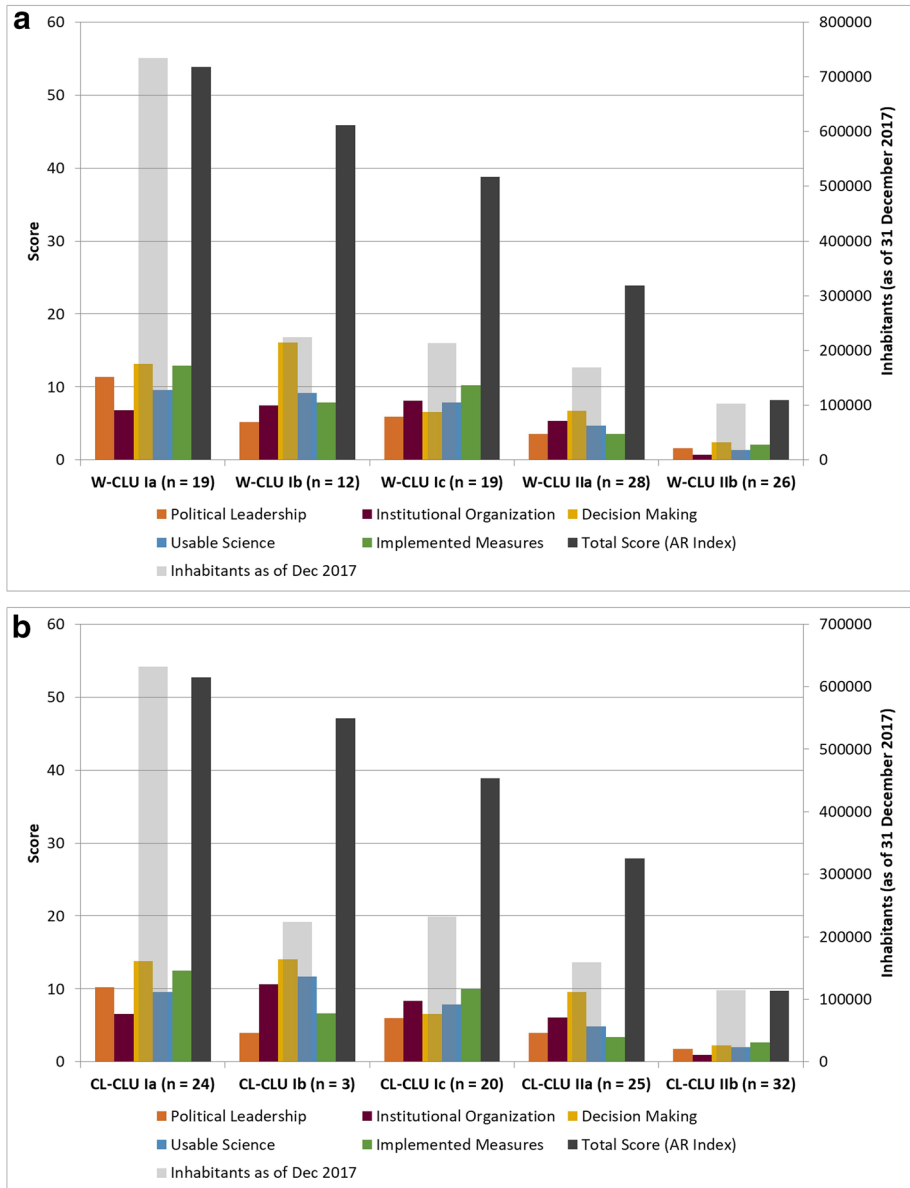 a
60
50
40
30
20
10
0
Score
800000
700000
600000
500000
400000
300000
200000
100000
0
Inhabitants (as of 31 December 2017)
W-CLU Ia (n = 19) W-CLU Ib (n = 12) W-CLU Ic (n = 19) W-CLU IIa (n = 28) W-CLU IIb (n = 26)
Political Leadership Institutional Organization Decision Making
Usable Science Implemented Measures Total Score (AR Index)
Inhabitants as of Dec 2017
b
60
50
40
30
20
10
0
Score
700000
600000
500000
400000
300000
200000
100000
0
Inhabitants (as of 31 December 2017)
CL-CLU Ia (n = 24) CL-CLU Ib (n = 3) CL-CLU Ic (n = 20) CL-CLU IIa (n = 25) CL-CLU IIb (n = 32)
Political Leadership Institutional Organization Decision Making
Usable Science Implemented Measures Total Score (AR Index)
Inhabitants as of Dec 2017